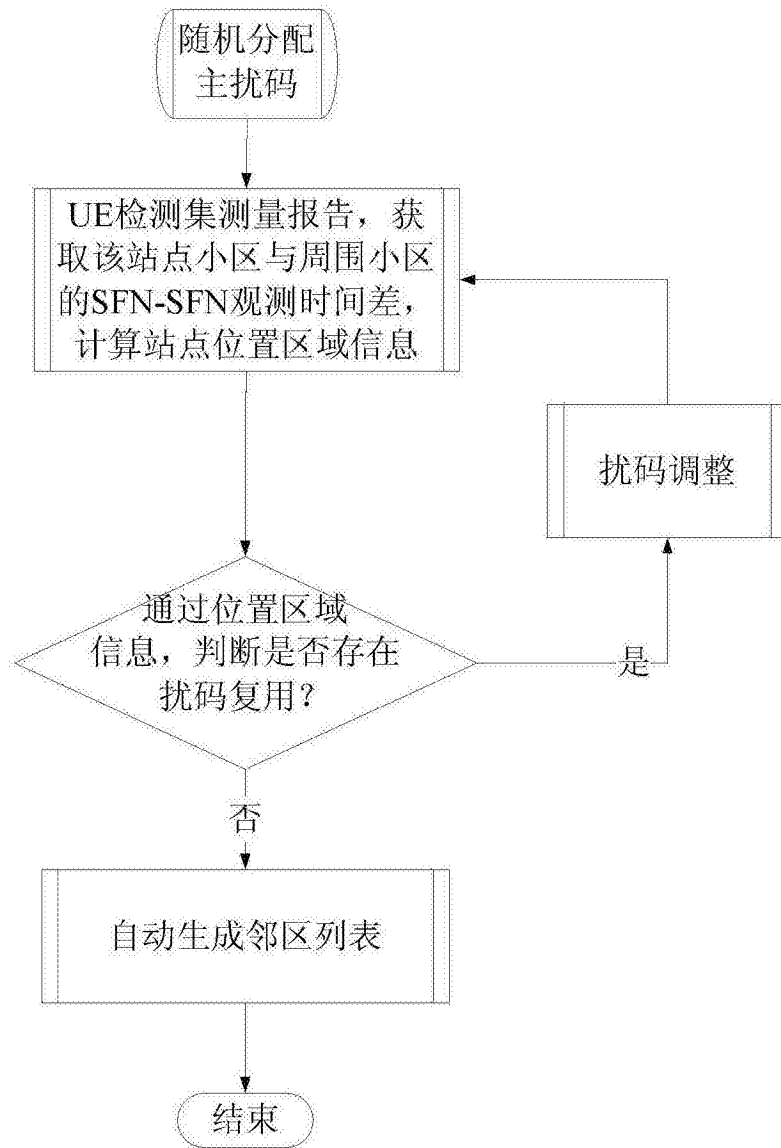 随机分配
主扰码
UE检测集测量报告，获
取该站点小区与周围小区
的SFN-SFN观测时间差，
计算站点位置区域信息
扰码调整
通过位置区域
信息，判断是否存在
扰码复用？
是
否
自动生成邻区列表
结束